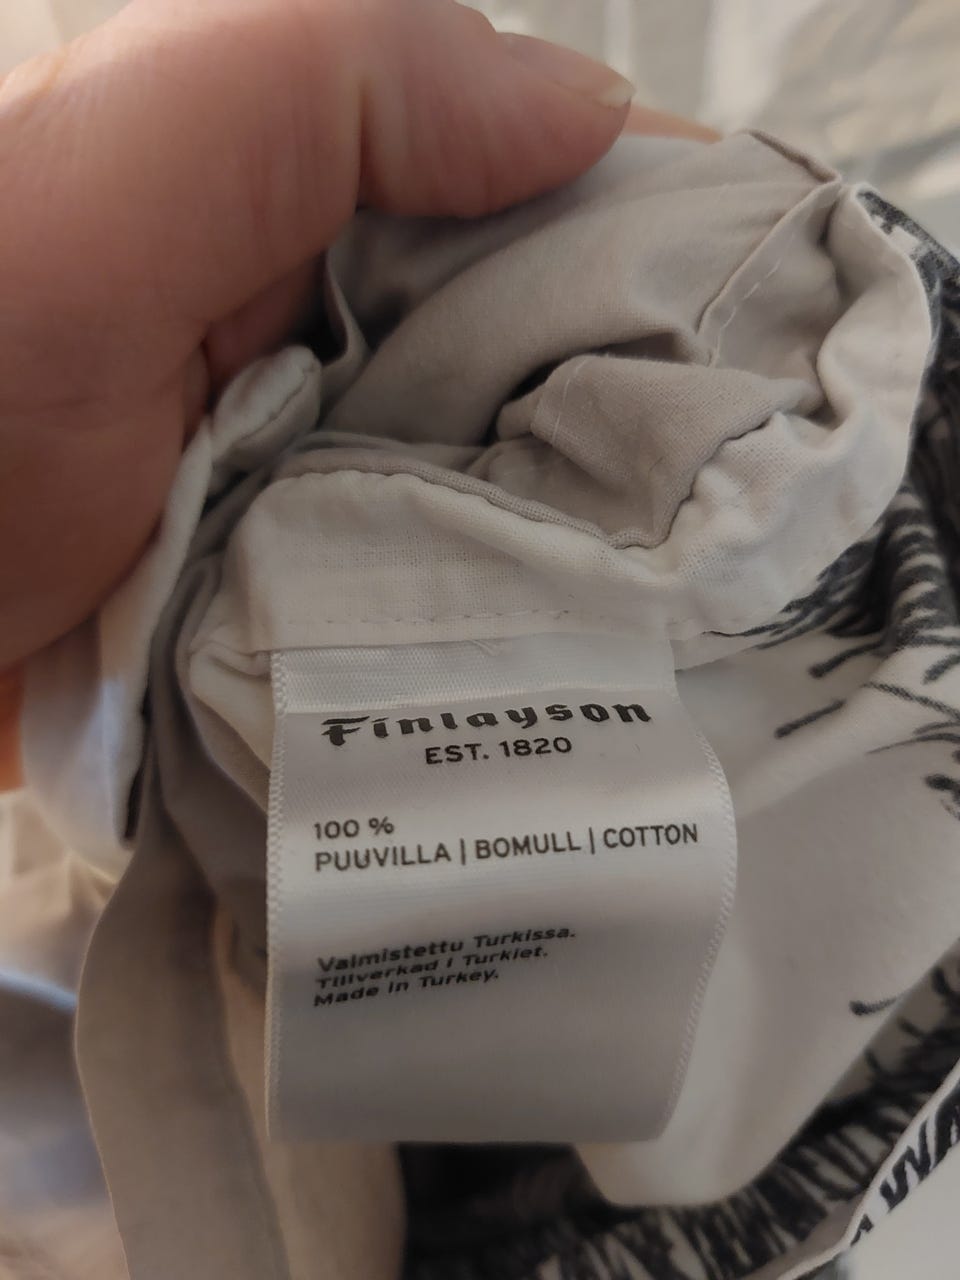 Finlayson
EST. 1820
100 %
PUUVILLA | BOMULL | COTTON
Valmistettu Turkissa.
Tillverkad i Turkiet.
Made in Turkey.